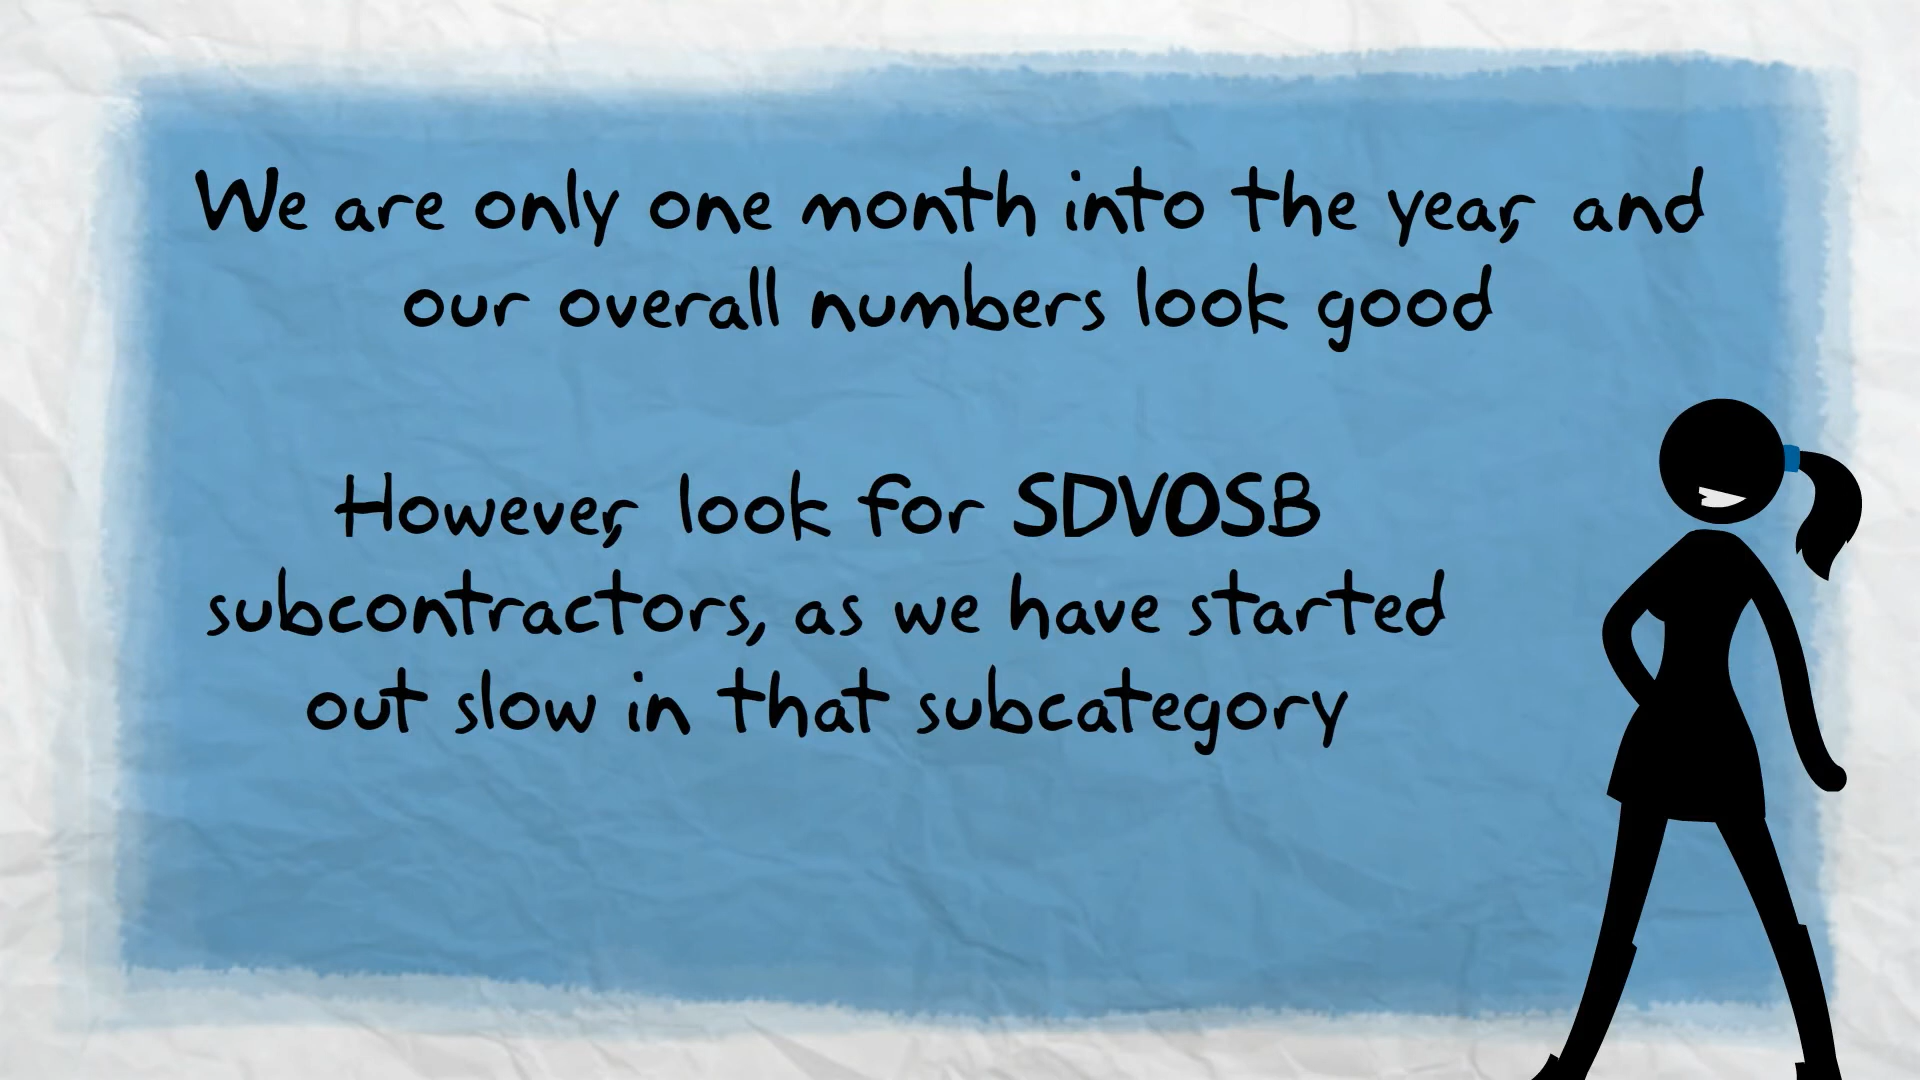 We are only one month into the year, and
our overall numbers look good
However, look for SDVOSB
subcontractors, as we have started
out slow in that subcategory